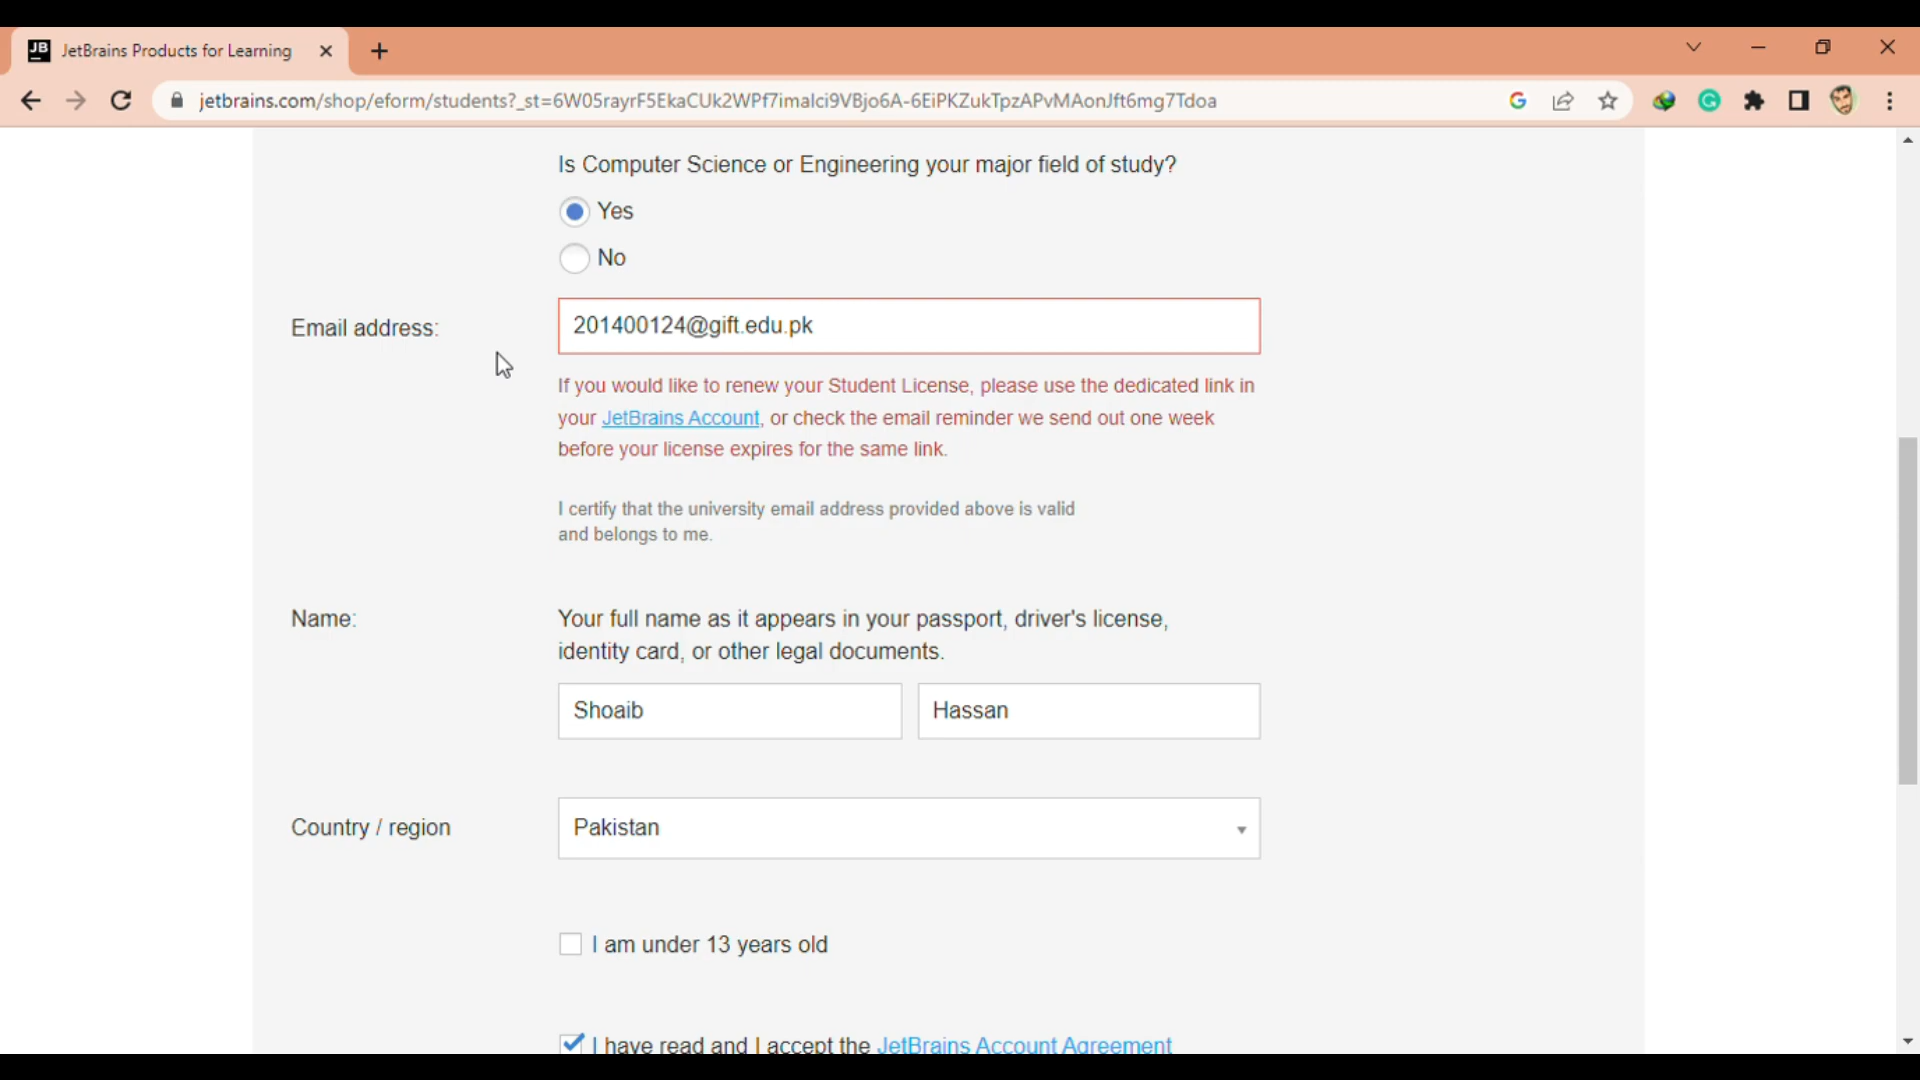 JB JetBrains Products for Learning
jetbrains.com/shop/eform/students?_st=6W05rayrF5EkaCUk2WPf7imalci9VBjo6A-6EiPKZukTpzAPvMAonJft6mg7Tdoa
Is Computer Science or Engineering your major field of study?
Yes
No
Email address:
201400124@gift.edu.pk
If you would like to renew your Student License, please use the dedicated link in
your JetBrains Account, or check the email reminder we send out one week
before your license expires for the same link.
I certify that the university email address provided above is valid
and belongs to me.
Name:
Your full name as it appears in your passport, driver's license,
identity card, or other legal documents.
Shoaib
Hassan
Country / region
Pakistan
I am under 13 years old
I have read and I accept the JetBrains Account Agreement